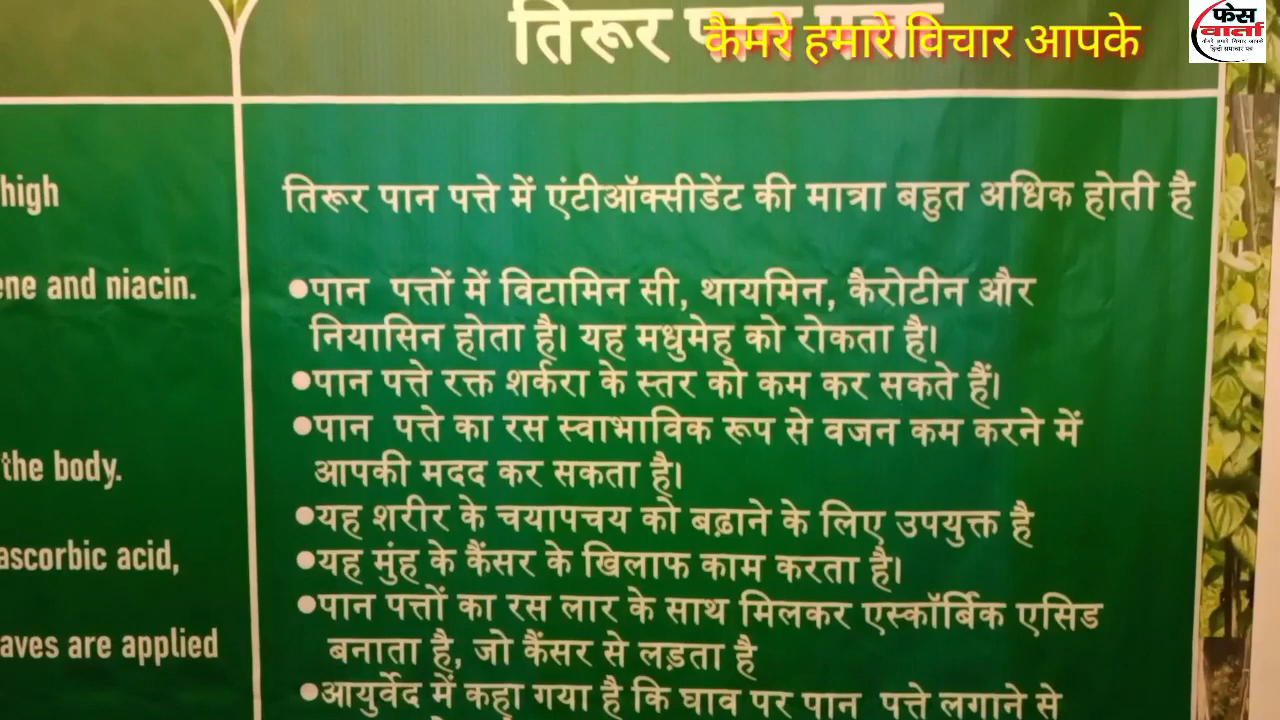 तिरूर पान पत्ता
कैमरे हमारे विचार आपके
फेस
वार्ता
high
ene and niacin.
the body.
ascorbic acid,
aves are applied
तिरूर पान पत्ते में एंटीऑक्सीडेंट की मात्रा बहुत अधिक होती है
●पान पत्तों में विटामिन सी, थायमिन, कैरोटीन और
नियासिन होता है। यह मधुमेह को रोकता है।
●पान पत्ते रक्त शर्करा के स्तर को कम कर सकते हैं।
●पान पत्ते का रस स्वाभाविक रूप से वजन कम करने में
आपकी मदद कर सकता है।
●यह शरीर के चयापचय को बढ़ाने के लिए उपयुक्त है
●यह मुंह के कैंसर के खिलाफ काम करता है।
●पान पत्तों का रस लार के साथ मिलकर एस्कॉर्बिक एसिड
बनाता है, जो कैंसर से लड़ता है
●आयुर्वेद में कहा गया है कि घाव पर पान पत्ते लगाने से